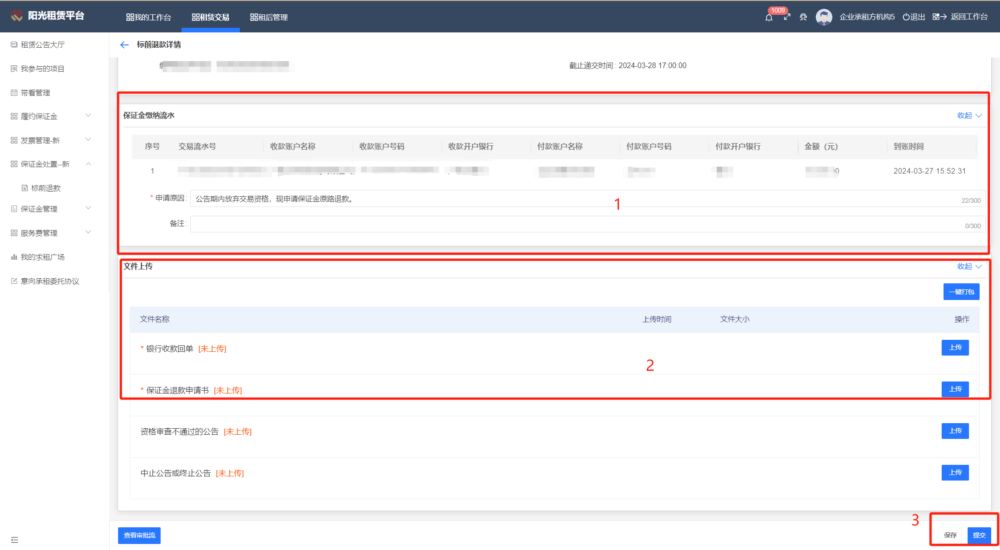 阳光租赁平台
我的工作台
租赁交易
租后管理
1009
企业承租方机构5
退出
返回工作台
租赁公告大厅
我参与的项目
带看管理
履约保证金
发票管理-新
保证金处置--新
标前退款
保证金管理
服务费管理
我的求租广场
意向承租委托协议
标前退款详情
截止递交时间: 2024-03-28 17:00:00
保证金缴纳流水
收起
序号 交易流水号 收款账户名称 收款账户号码 收款开户银行 付款账户名称 付款账户号码 付款开户银行 金额（元） 到账时间
1 2024-03-27 15:52:31
* 申请原因: 公告期内放弃交易资格，现申请保证金原路退款。 22/300
1
备注: 0/300
文件上传
收起
一键打包
文件名称 上传时间 文件大小 操作
* 银行收款回单 [未上传] 上传
2
* 保证金退款申请书 [未上传] 上传
资格审查不通过的公告 [未上传] 上传
中止公告或终止公告 [未上传] 上传
3
查看审批流
保存
提交